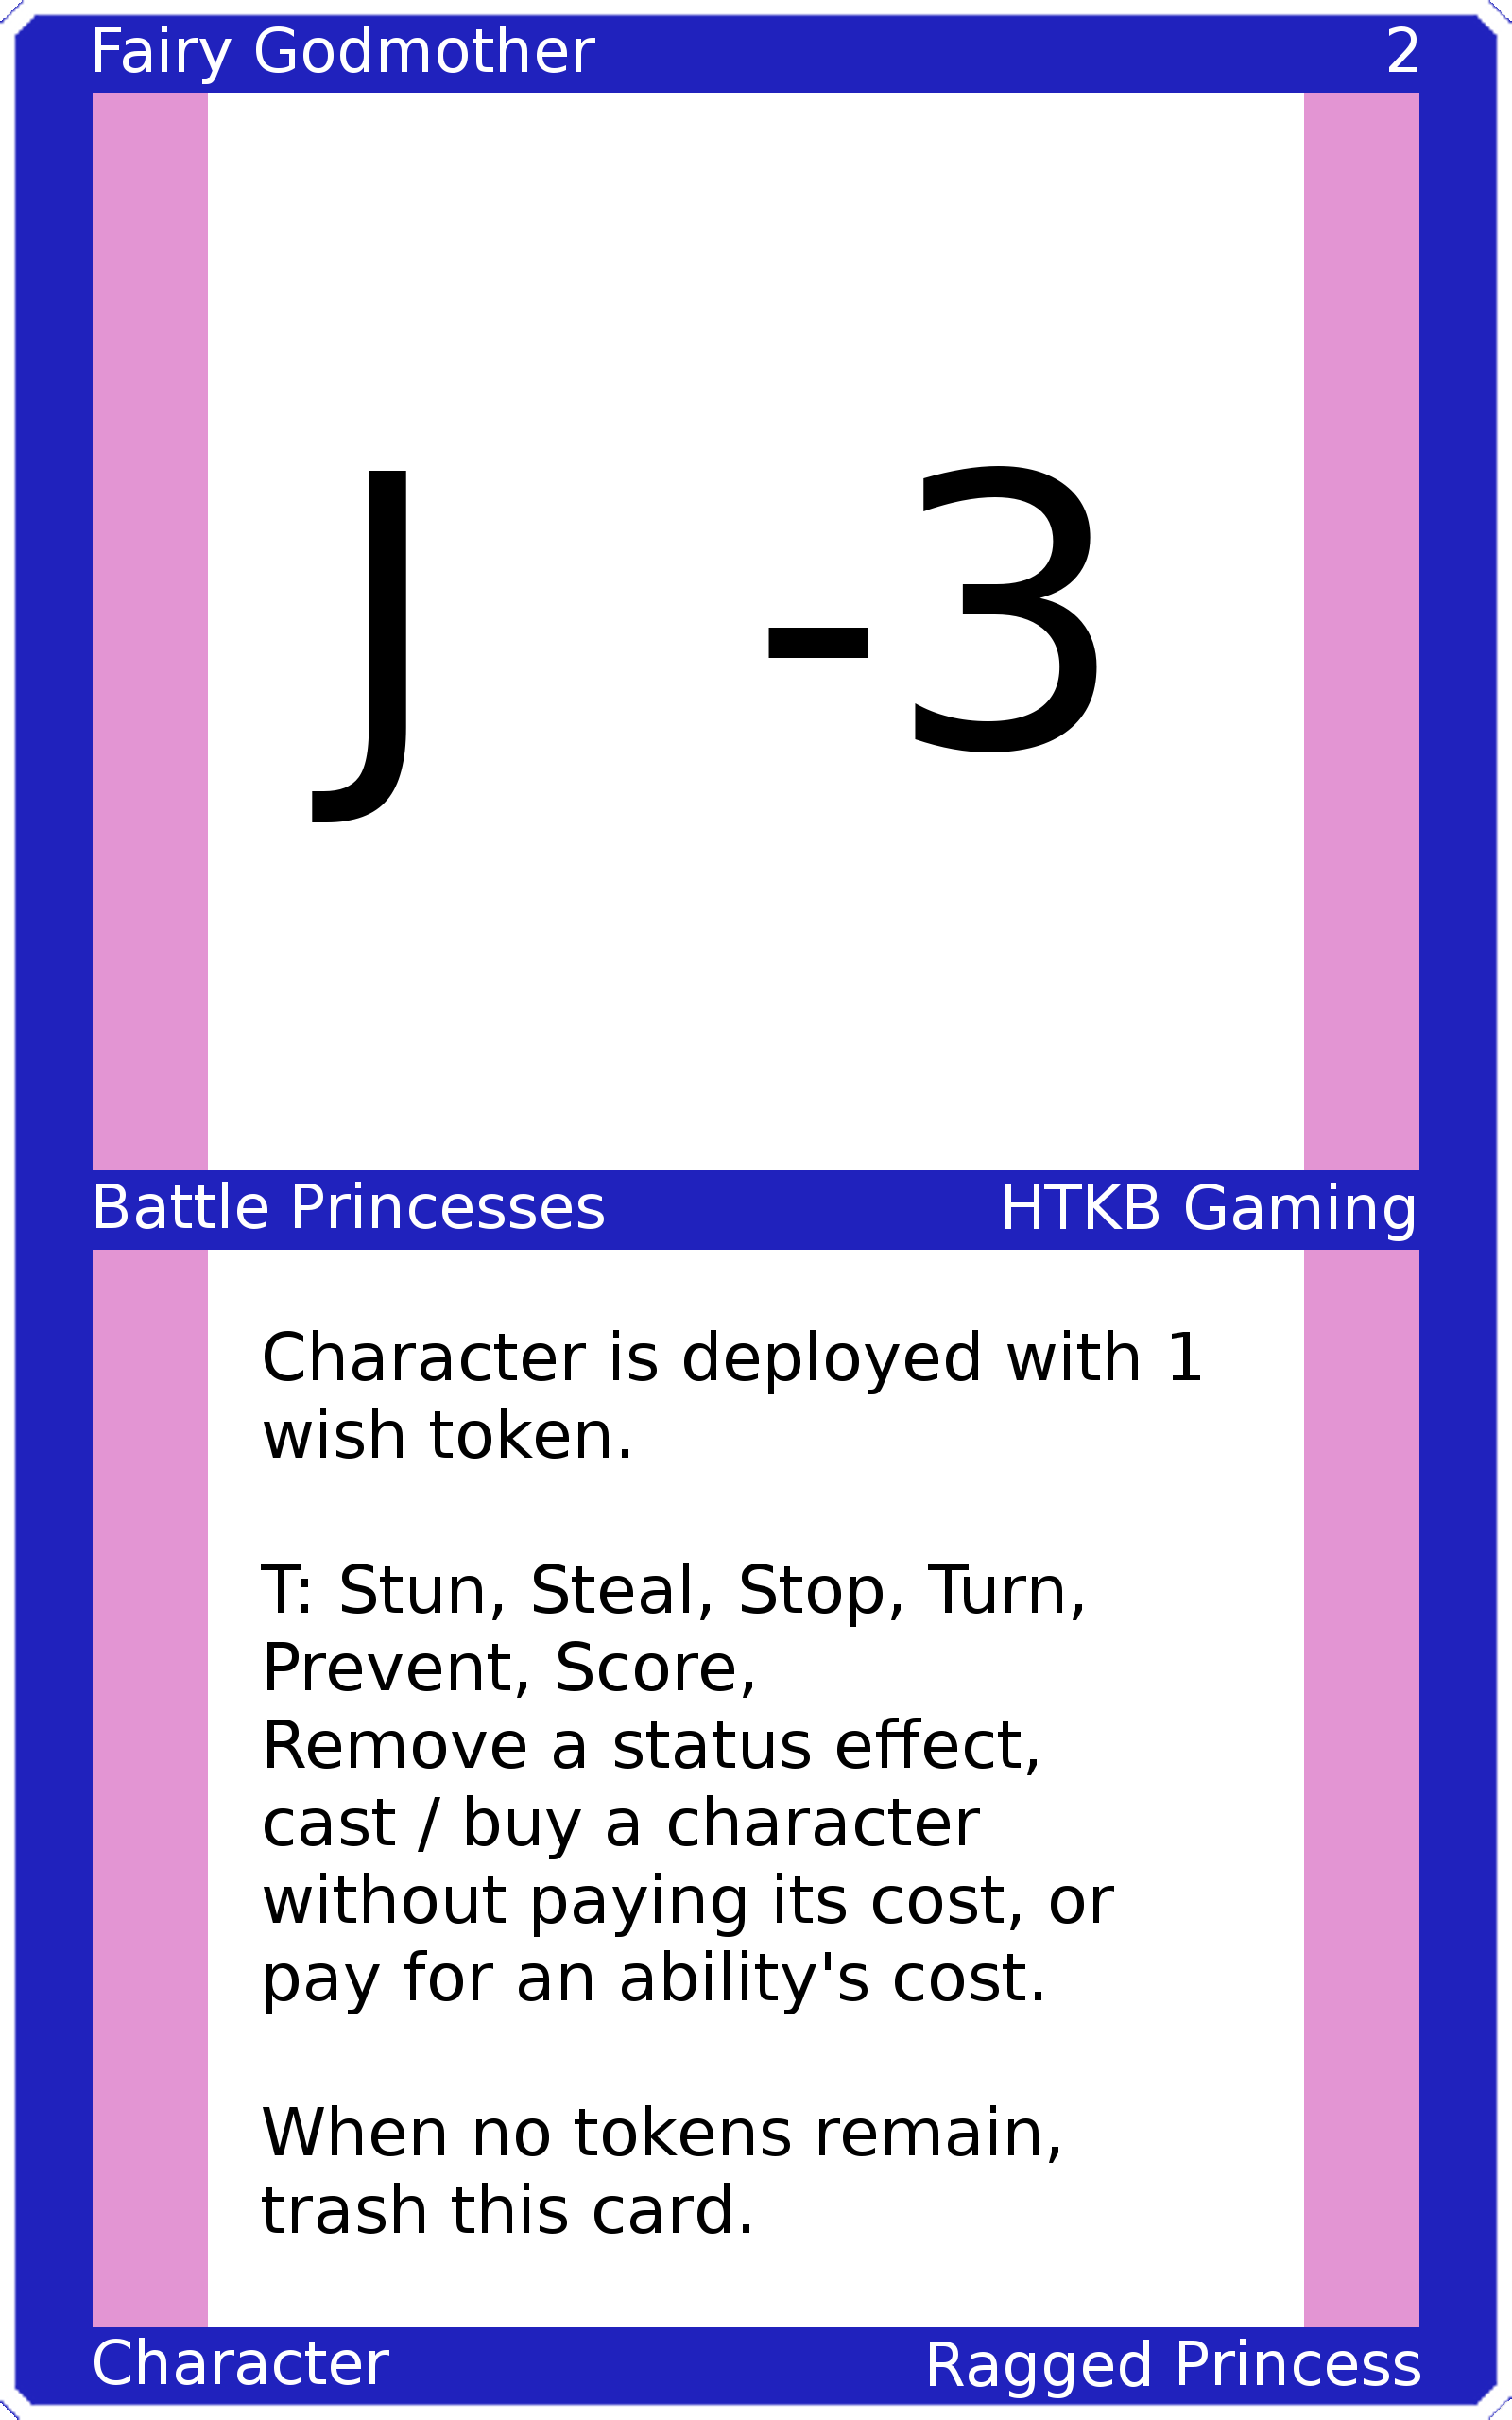 Fairy Godmother 2
J -3
Battle Princesses HTKB Gaming
Character is deployed with 1
wish token.
T: Stun, Steal, Stop, Turn,
Prevent, Score,
Remove a status effect,
cast / buy a character
without paying its cost, or
pay for an ability's cost.
When no tokens remain,
trash this card.
Character Ragged Princess